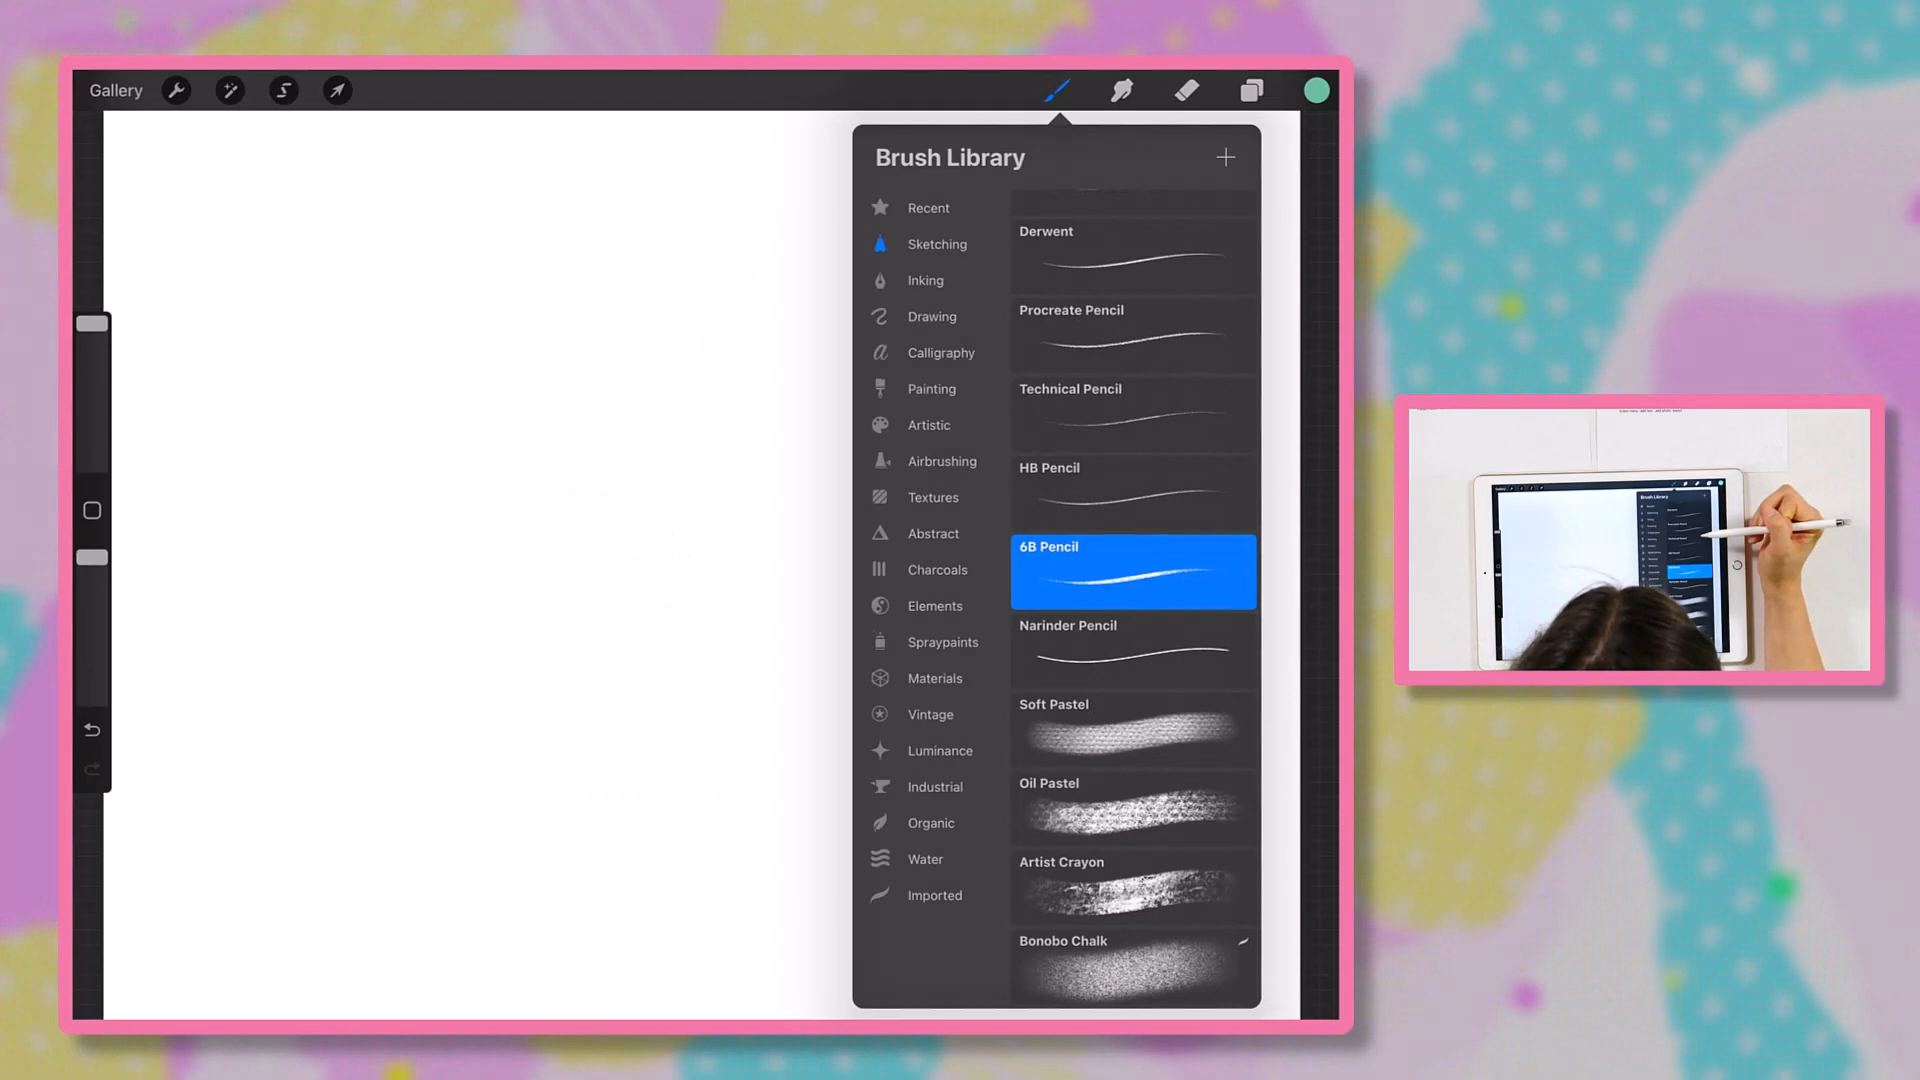 Gallery
Brush Library
Recent
Sketching
Inking
Drawing
Calligraphy
Painting
Artistic
Airbrushing
Textures
Abstract
Charcoals
Elements
Spraypaints
Materials
Vintage
Luminance
Industrial
Organic
Water
Imported
Derwent
Procreate Pencil
Technical Pencil
HB Pencil
6B Pencil
Narinder Pencil
Soft Pastel
Oil Pastel
Artist Crayon
Bonobo Chalk